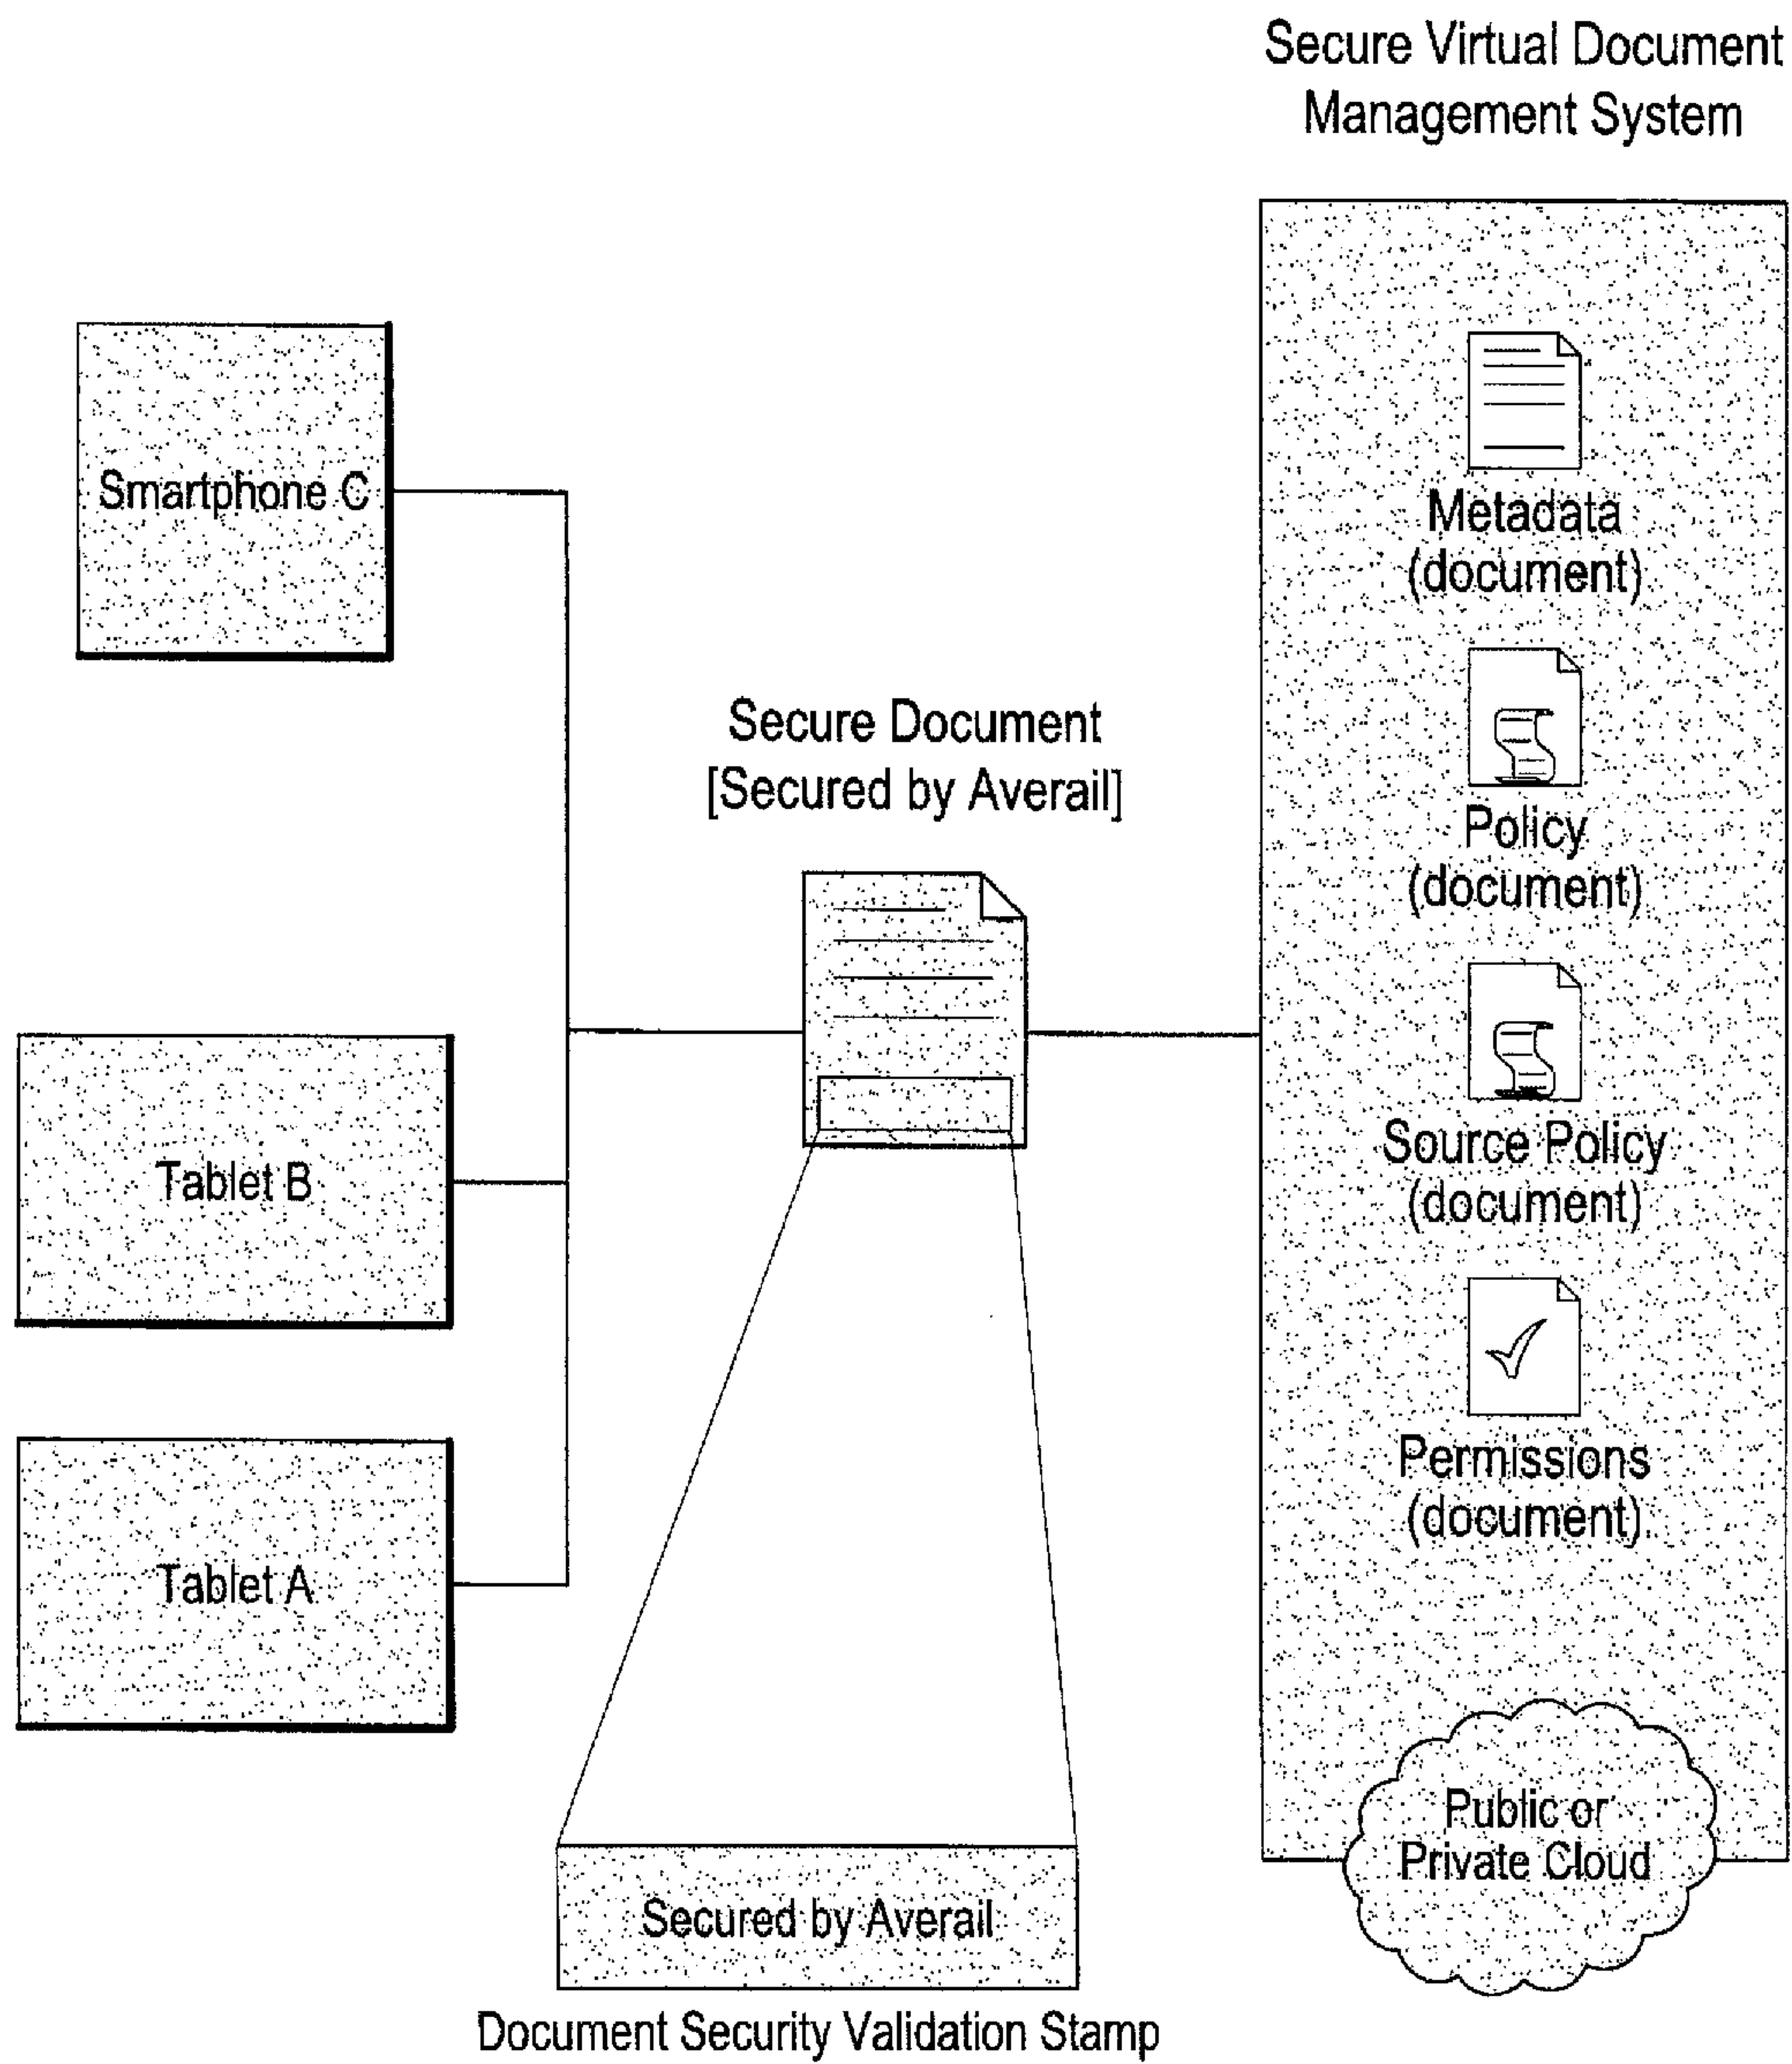 Secure Virtual Document
Management System
Smartphone C
Metadata
(document)
Secure Document
[Secured by Averail]
Policy
(document)
Tablet B
Source Policy
(document)
Tablet A
Permissions
(document)
Public or
Private Cloud
Secured by Averail
Document Security Validation Stamp